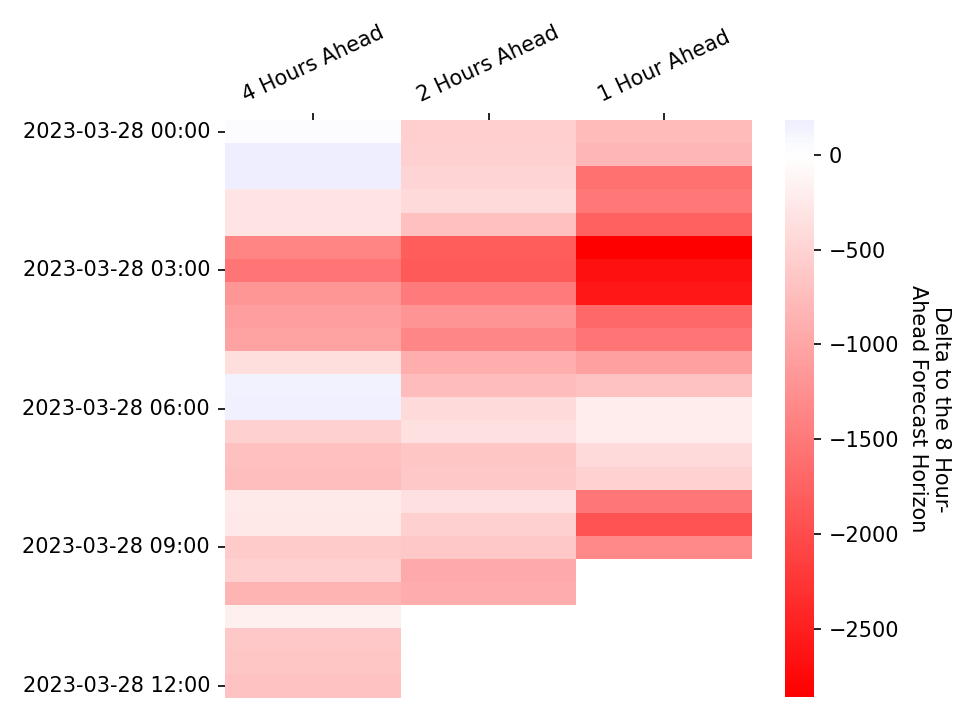 4 Hours Ahead
2 Hours Ahead
1 Hour Ahead
2023-03-28 00:00
2023-03-28 03:00
2023-03-28 06:00
2023-03-28 09:00
2023-03-28 12:00
0
−500
−1000
−1500
−2000
−2500
Delta to the 8 Hour-
Ahead Forecast Horizon